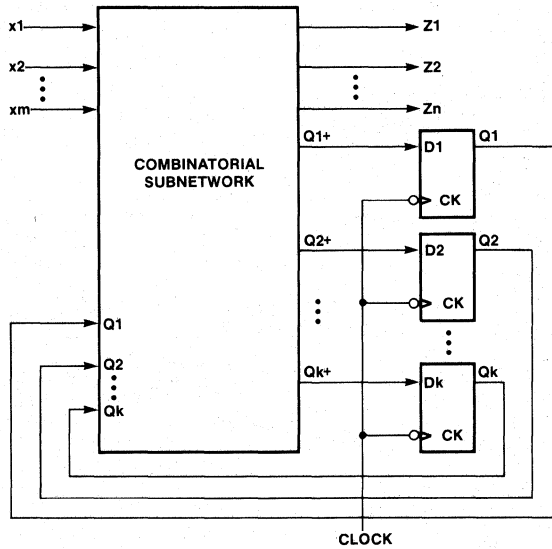 x1
Z1
x2
Z2
xm
Zn
Q1+
D1
Q1
COMBINATORIAL
SUBNETWORK
CK
Q2+
D2
Q2
CK
Q1
Q2
Qk+
Dk
Qk
Qk
CK
CLOCK